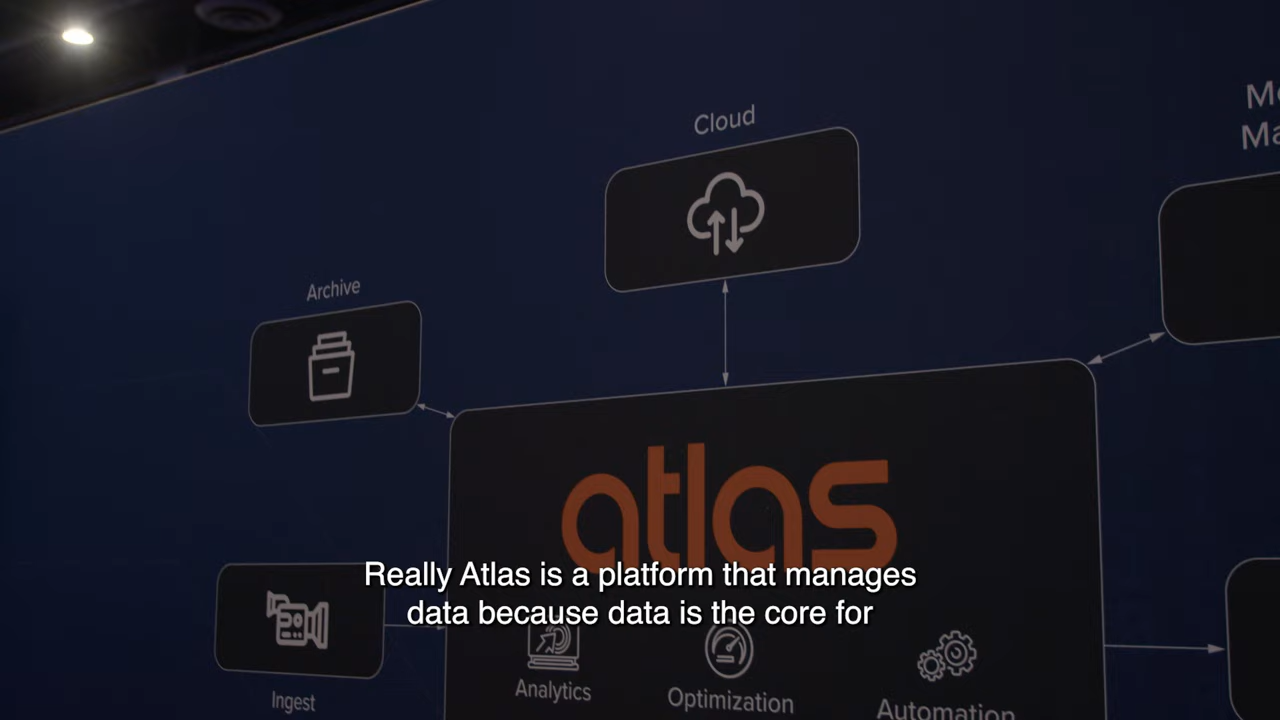 Cloud
Archive
atlas
Really Atlas is a platform that manages
data because data is the core for
Analytics
Optimization
Automation
Ingest